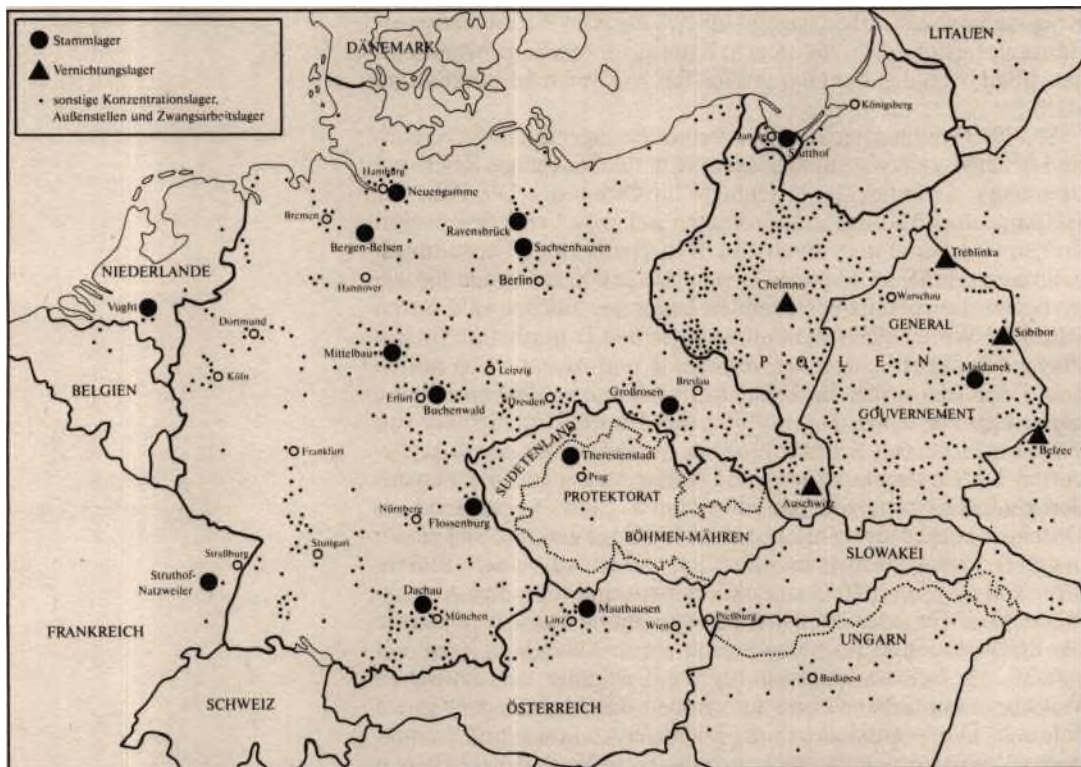 Stammlager
Vernichtungslager
sonstige Konzentrationslager,
Außenstellen und Zwangsarbeitslager
DÄNEMARK
LITAUEN
Königsberg
Danzig
Stutthof
Hamburg
Neuengamme
Bremen
Ravensbrück
Bergen-Belsen
Sachsenhausen
Treblinka
NIEDERLANDE
Hannover
Berlin
Chelmno
Warschau
Vught
GENERAL
Dortmund
Sobibor
Mittelbau
POLEN
Leipzig
Maidanek
Köln
Breslau
BELGIEN
Erfurt
Buchenwald
Dresden
Großrosen
GOUVERNEMENT
SUDETENLAND
Belzec
Frankfurt
Theresienstadt
Prag
Auschwitz
PROTEKTORAT
Nürnberg
Flossenburg
BÖHMEN-MÄHREN
Stuttgart
SLOWAKEI
Straßburg
Struthof-
Natzweiler
Dachau
Mauthausen
München
Linz
Wien
Preßburg
FRANKREICH
UNGARN
Budapest
SCHWEIZ
ÖSTERREICH